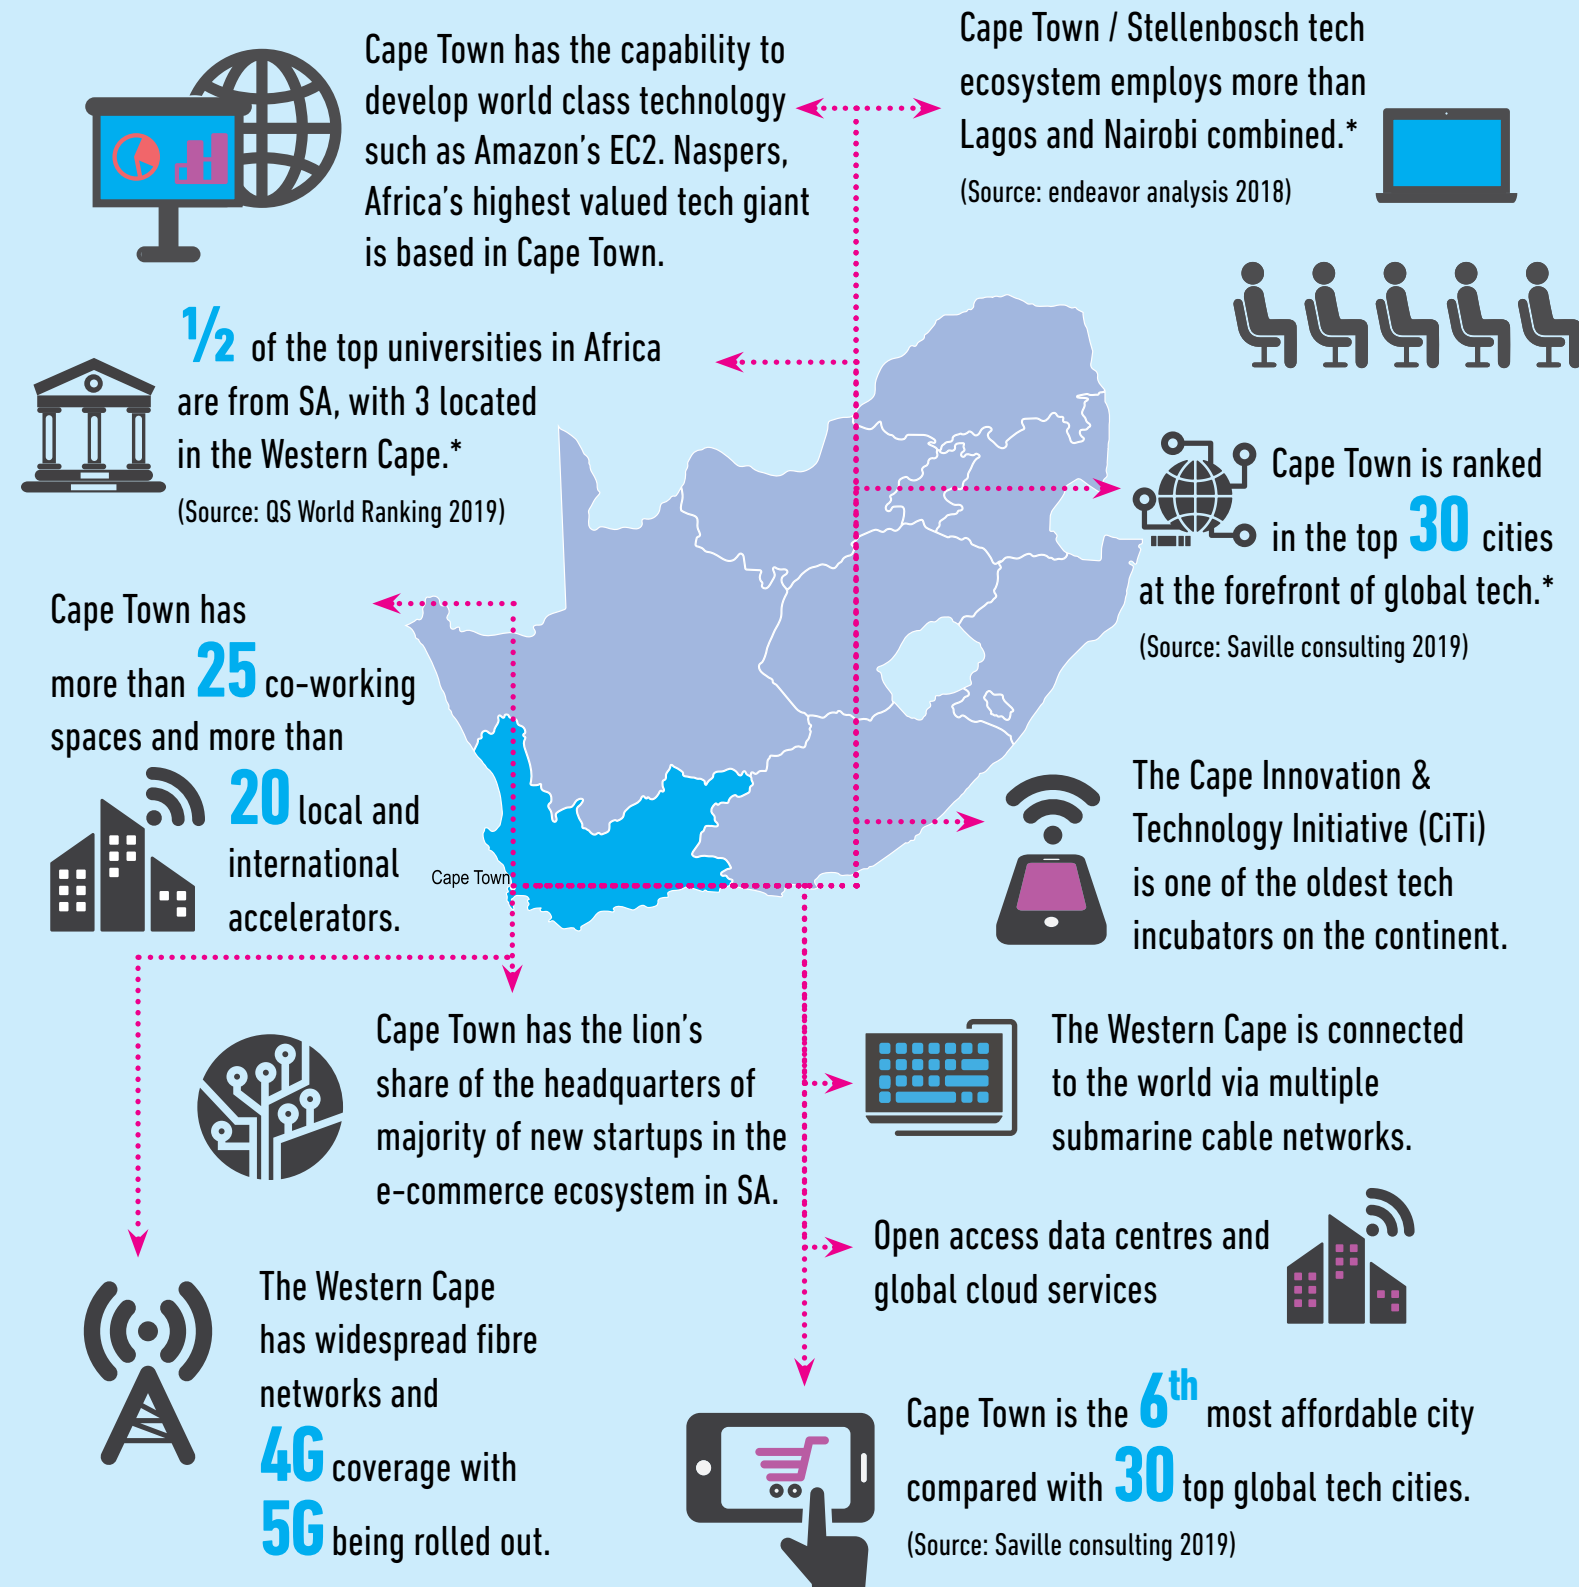 Cape Town has the capability to
develop world class technology
such as Amazon's EC2. Naspers,
Africa's highest valued tech giant
is based in Cape Town.
Cape Town / Stellenbosch tech
ecosystem employs more than
Lagos and Nairobi combined.*
(Source: endeavor analysis 2018)
½ of the top universities in Africa
are from SA, with 3 located
in the Western Cape.*
(Source: QS World Ranking 2019)
Cape Town is ranked
in the top 30 cities
at the forefront of global tech.*
(Source: Saville consulting 2019)
Cape Town has
more than 25 co-working
spaces and more than
20 local and
international
accelerators.
Cape Town
The Cape Innovation &
Technology Initiative (CiTi)
is one of the oldest tech
incubators on the continent.
Cape Town has the lion's
share of the headquarters of
majority of new startups in the
e-commerce ecosystem in SA.
The Western Cape is connected
to the world via multiple
submarine cable networks.
Open access data centres and
global cloud services
The Western Cape
has widespread fibre
networks and
4G coverage with
5G being rolled out.
Cape Town is the 6th most affordable city
compared with 30 top global tech cities.
(Source: Saville consulting 2019)